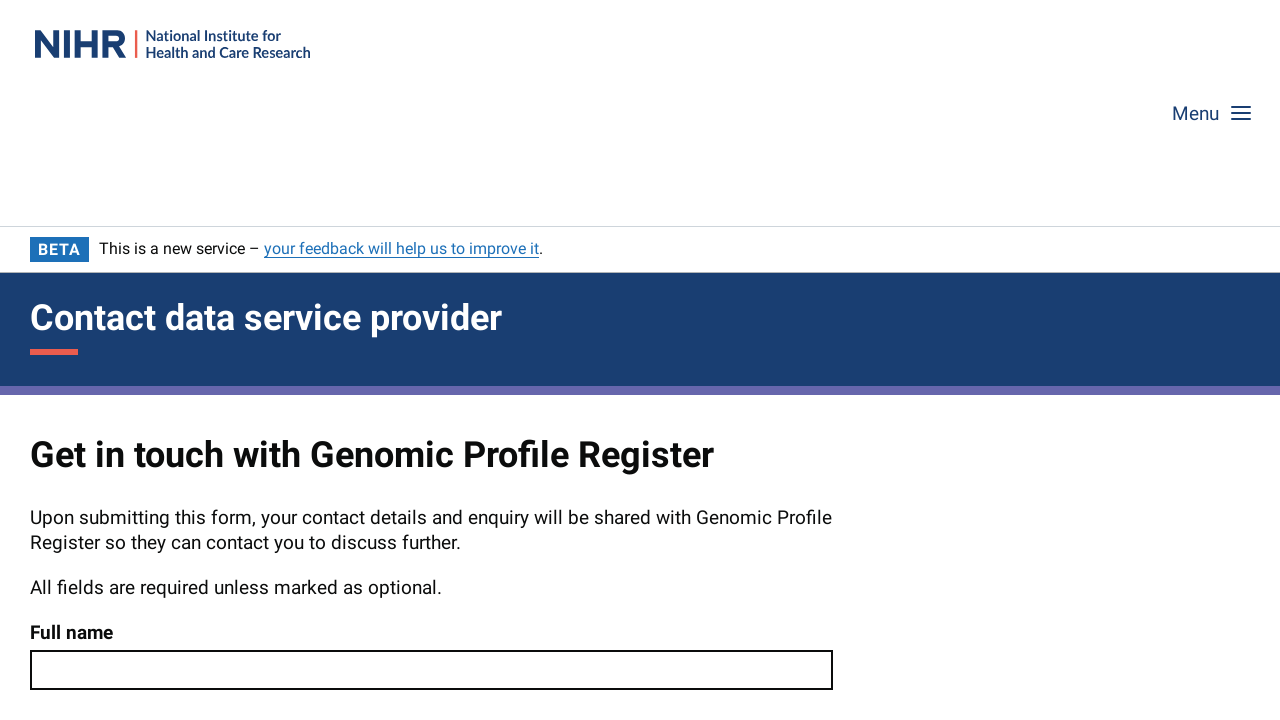 NIHR
National Institute for
Health and Care Research
Menu
BETA This is a new service – your feedback will help us to improve it.
Contact data service provider
Get in touch with Genomic Profile Register
Upon submitting this form, your contact details and enquiry will be shared with Genomic Profile
Register so they can contact you to discuss further.
All fields are required unless marked as optional.
Full name